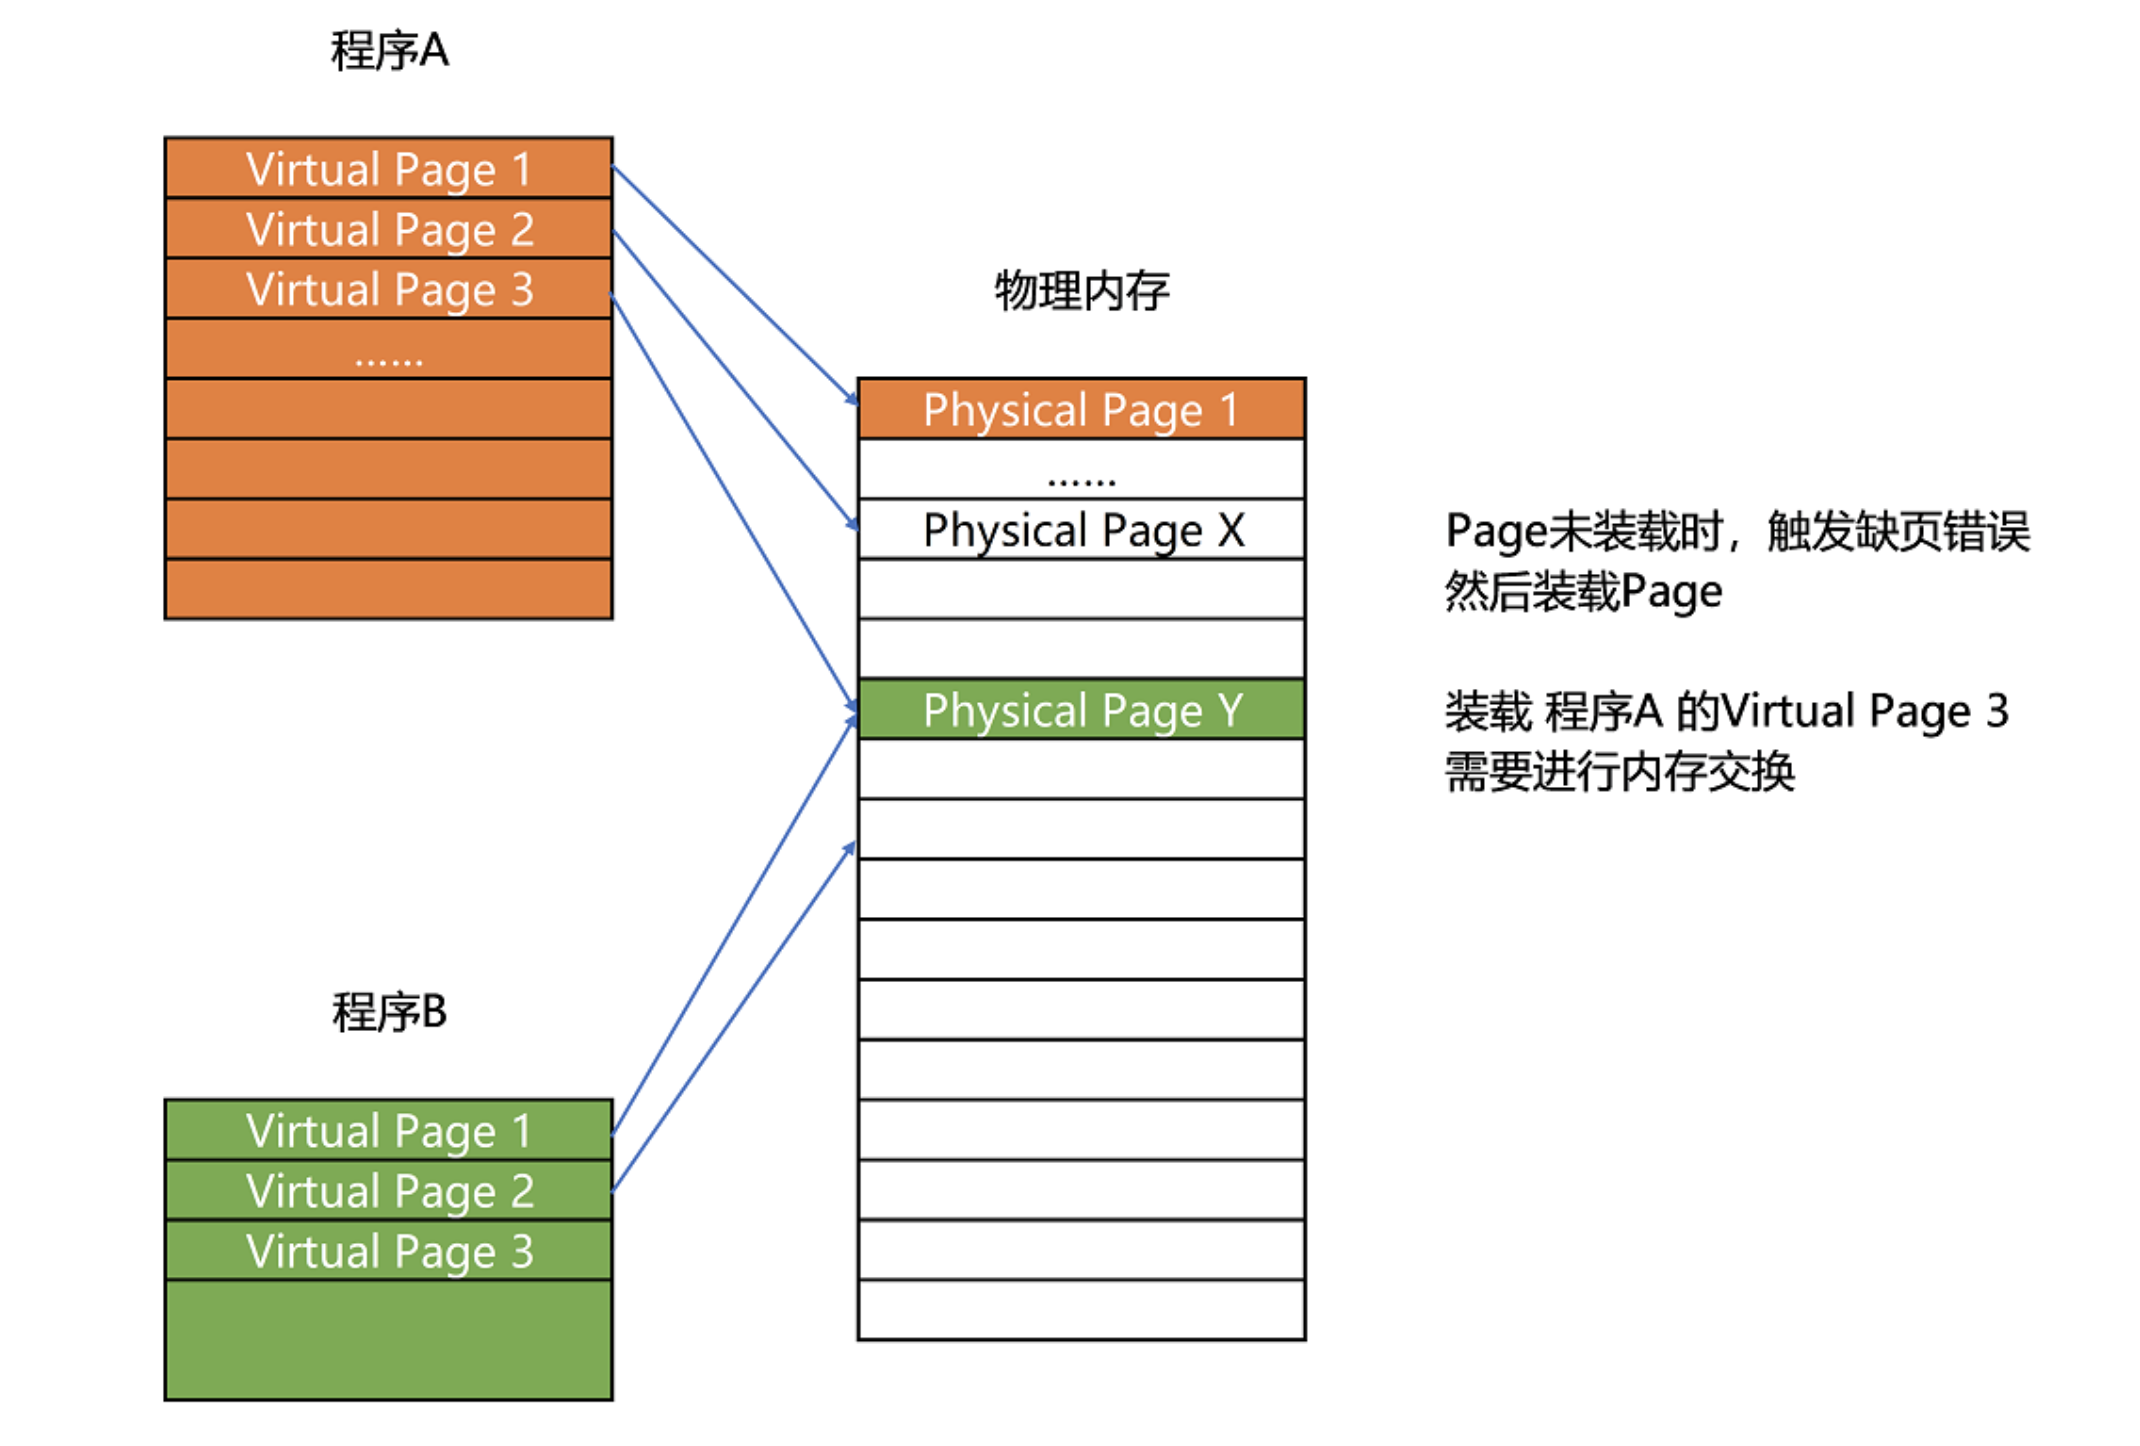 程序A
Virtual Page 1
Virtual Page 2
Virtual Page 3
……
物理内存
Physical Page 1
……
Physical Page X
Physical Page Y
Page未装载时，触发缺页错误
然后装载Page
装载 程序A 的Virtual Page 3
需要进行内存交换
程序B
Virtual Page 1
Virtual Page 2
Virtual Page 3